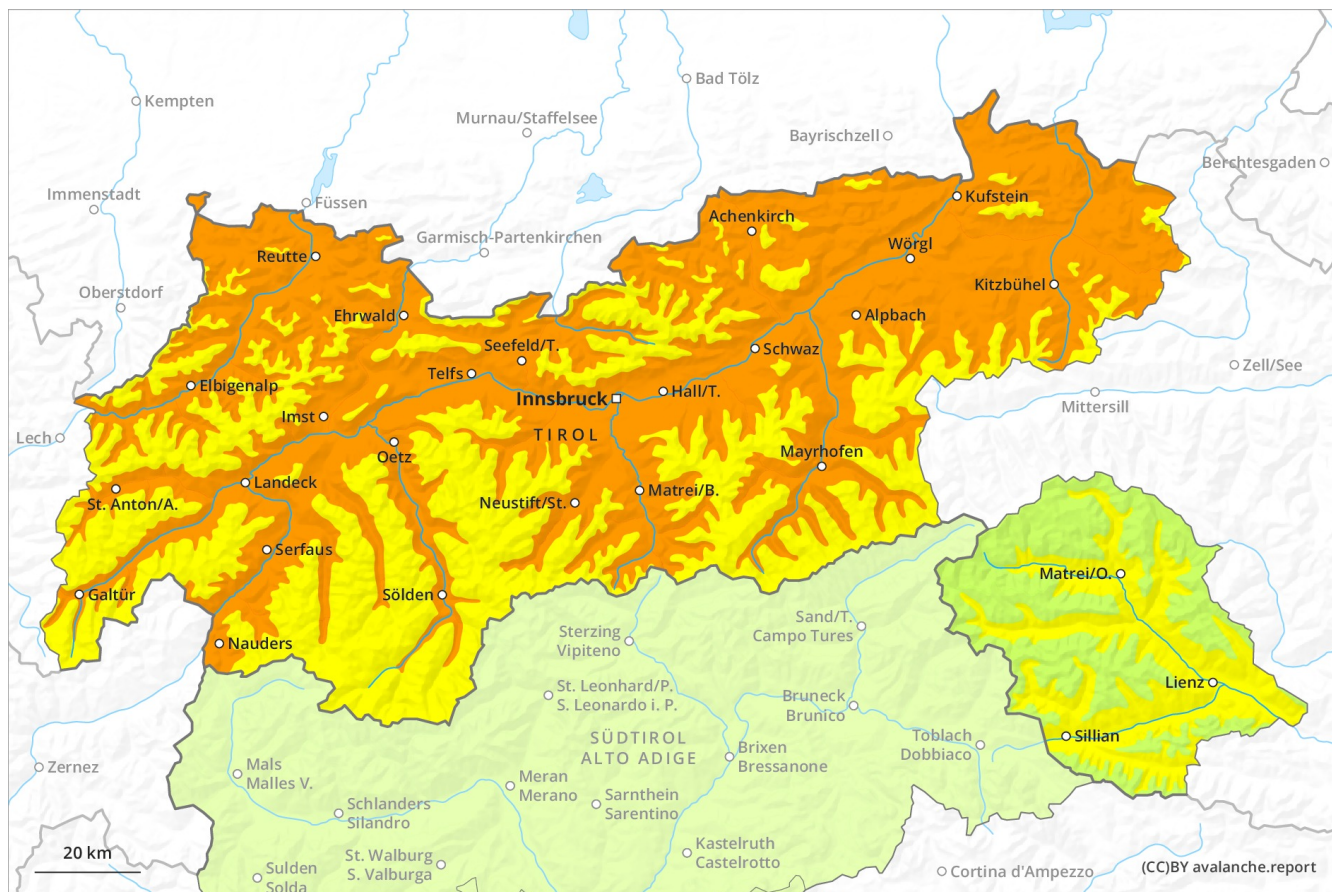 Bad Tölz
Kempten
Murnau/Staffelsee
Bayrischzell
Berchtesgaden
Immenstadt
Füssen
Kufstein
Achenkirch
Garmisch-Partenkirchen
Reutte
Wörgl
Oberstdorf
Kitzbühel
Ehrwald
Alpbach
Seefeld/T.
Schwaz
Zell/See
Telfs
Elbigenalp
Hall/T.
Innsbruck
Mittersill
Imst
TIROL
Lech
Oetz
Mayrhofen
Landeck
St. Anton/A.
Matrei/B.
Neustift/St.
Serfaus
Matrei/O.
Galtür
Sölden
Sand/T.
Campo Tures
Sterzing
Vipiteno
Nauders
Lienz
St. Leonhard/P.
S. Leonardo i. P.
Bruneck
Brunico
Sillian
Toblach
Dobbiaco
SÜDTIROL
ALTO ADIGE
Brixen
Bressanone
Zernez
Mals
Malles V.
Meran
Merano
Sarnthein
Sarentino
Schlanders
Silandro
Kastelruth
Castelrotto
20 km
St. Walburg
S. Valburga
Sulden
Solda
Cortina d'Ampezzo
(CC)BY avalanche.report